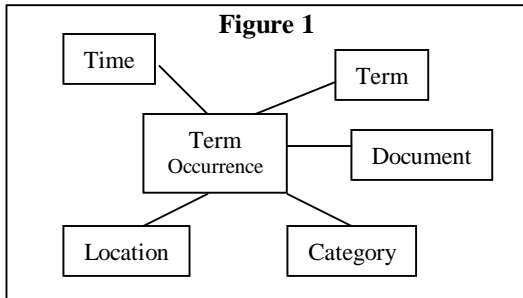 Figure 1
Time
Term
Term
Occurrence
Document
Location
Category